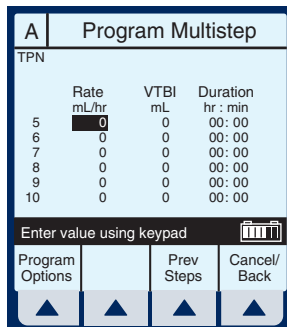 A Program Multistep
TPN
Rate VTBI Duration
mL/hr mL hr : min
5 0 0 00: 00
6 0 0 00: 00
7 0 0 00: 00
8 0 0 00: 00
9 0 0 00: 00
10 0 0 00: 00
Enter value using keypad
Program Prev Cancel/
Options Steps Back